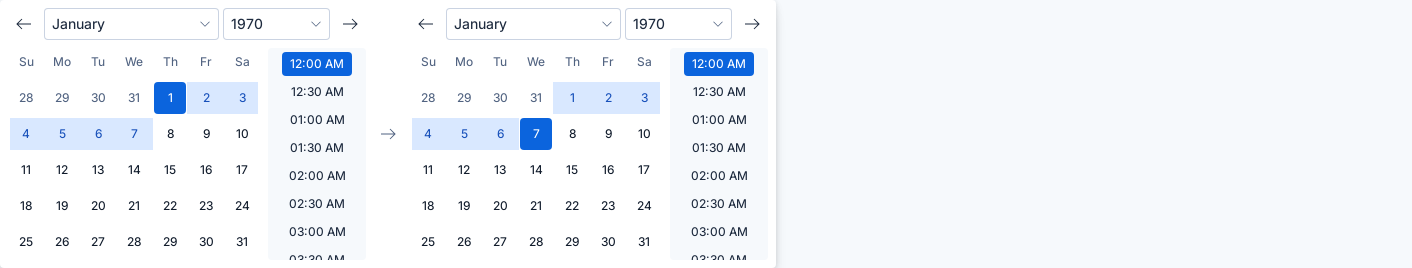 January 1970 January 1970
Su Mo Tu We Th Fr Sa 12:00 AM Su Mo Tu We Th Fr Sa 12:00 AM
28 29 30 31 1 2 3 12:30 AM 28 29 30 31 1 2 3 12:30 AM
01:00 AM 01:00 AM
4 5 6 7 8 9 10 4 5 6 7 8 9 10
01:30 AM 01:30 AM
11 12 13 14 15 16 17 02:00 AM 11 12 13 14 15 16 17 02:00 AM
18 19 20 21 22 23 24 02:30 AM 18 19 20 21 22 23 24 02:30 AM
03:00 AM 03:00 AM
25 26 27 28 29 30 31 25 26 27 28 29 30 31
03:30 AM 03:30 AM